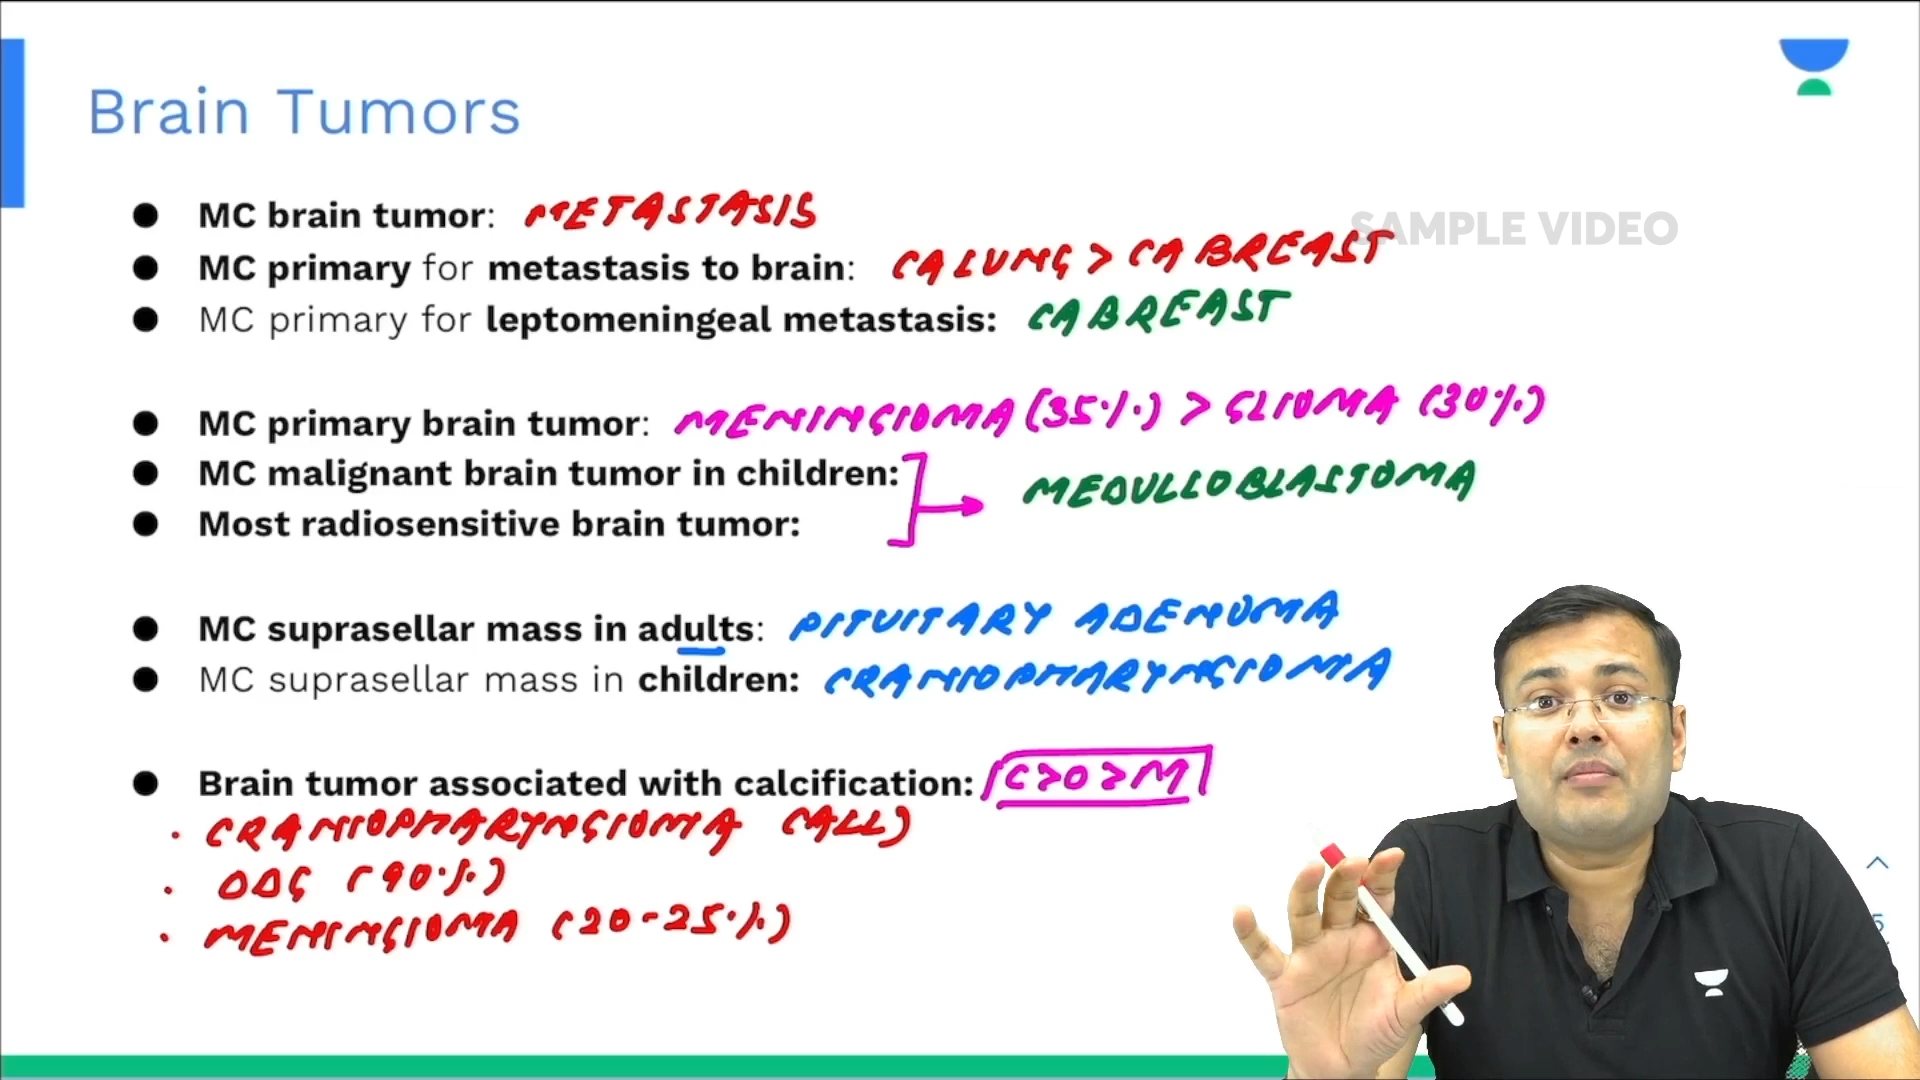 Brain Tumors
SAMPLE VIDEO
● MC brain tumor: METASTASIS
● MC primary for metastasis to brain: CA LUNG > CA BREAST
● MC primary for leptomeningeal metastasis: CA BREAST
● MC primary brain tumor: MENINGIOMA (35%) > GLIOMA (30%)
● MC malignant brain tumor in children:
● Most radiosensitive brain tumor:
MEDULLOBLASTOMA
● MC suprasellar mass in adults: PITUITARY ADENOMA
● MC suprasellar mass in children: CRANIOPHARYNGIOMA
● Brain tumor associated with calcification: C > O > M
• CRANIOPHARYNGIOMA (ALL)
• ODG (90%)
• MENINGIOMA (20-25%)
5